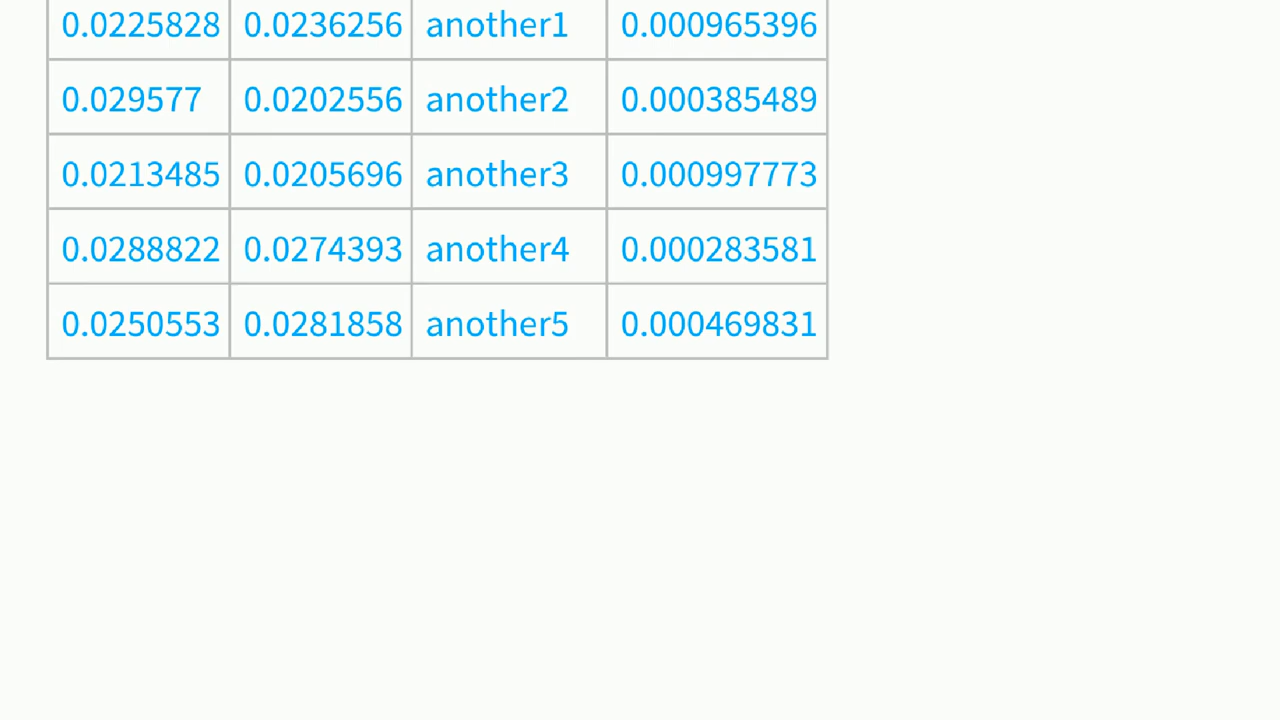 0.0225828 0.0236256 another1 0.000965396
0.029577 0.0202556 another2 0.000385489
0.0213485 0.0205696 another3 0.000997773
0.0288822 0.0274393 another4 0.000283581
0.0250553 0.0281858 another5 0.000469831